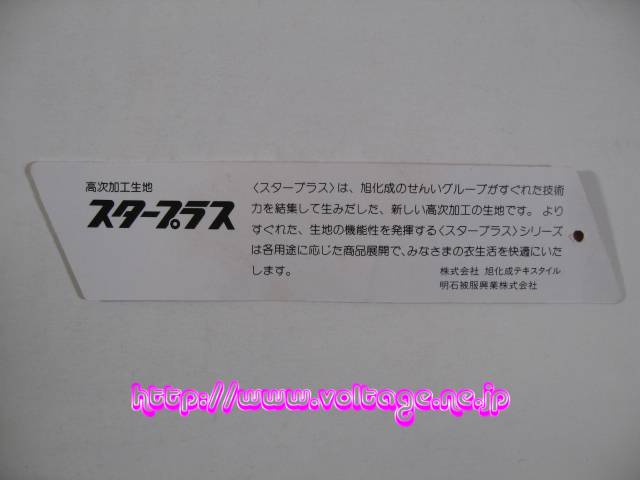 高次加工生地
スタープラス
〈スタープラス〉は、旭化成のせんいグループがすぐれた技術
力を結集して生みだした、新しい高次加工の生地です。より
すぐれた、生地の機能性を発揮する〈スタープラス〉シリーズ
は各用途に応じた商品展開で、みなさまの衣生活を快適にいた
します。
株式会社 旭化成テキスタイル
明石被服興業株式会社
http://www.voltage.ne.jp